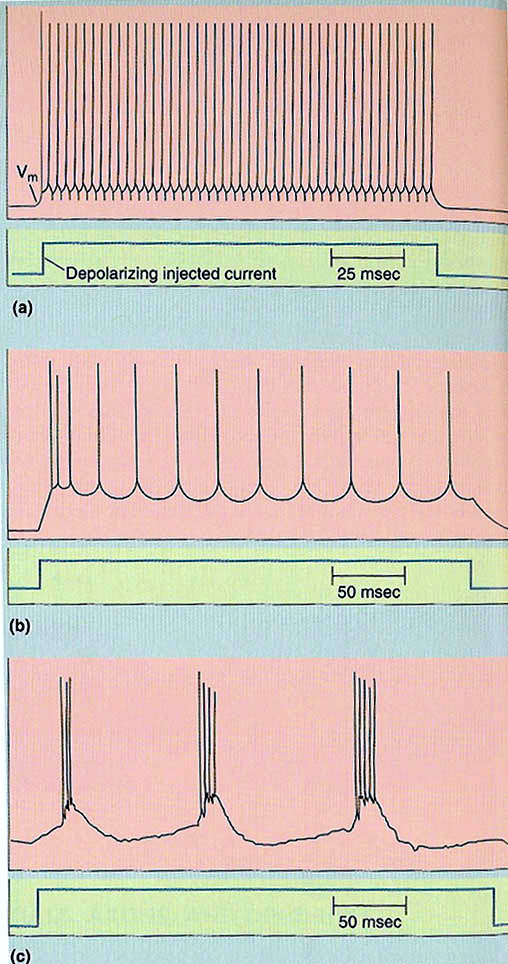 Vm
Depolarizing injected current
25 msec
(a)
50 msec
(b)
50 msec
(c)